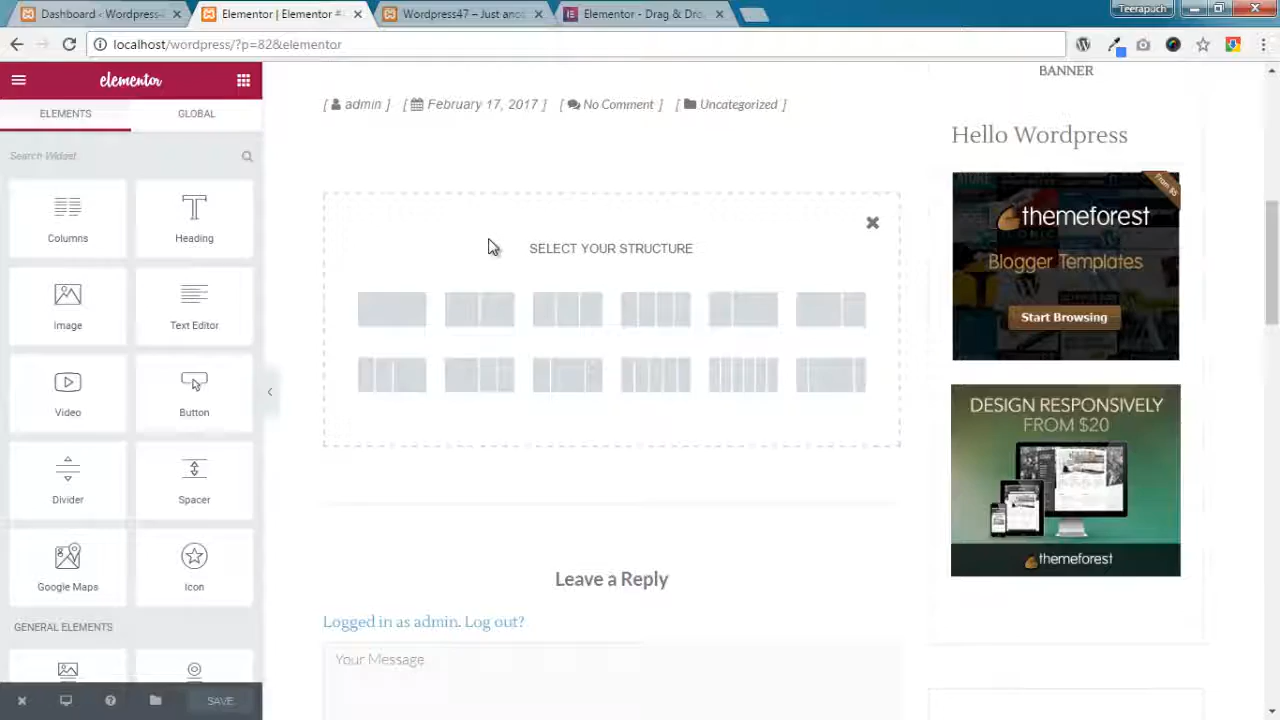 Dashboard ‹ Wordpress
Elementor | Elementor #
Wordpress47 – Just ano
Elementor - Drag & Dro
Teerapuch
localhost/wordpress/?p=82&elementor
elementor
ELEMENTS
GLOBAL
Search Widget...
Columns
Heading
Image
Text Editor
Video
Button
Divider
Spacer
Google Maps
Icon
GENERAL ELEMENTS
SAVE
[ admin ] [ February 17, 2017 ] [ No Comment ] [ Uncategorized ]
SELECT YOUR STRUCTURE
Leave a Reply
Logged in as admin. Log out?
Your Message
BANNER
Hello Wordpress
From $5
themeforest
Blogger Templates
Start Browsing
DESIGN RESPONSIVELY
FROM $20
themeforest